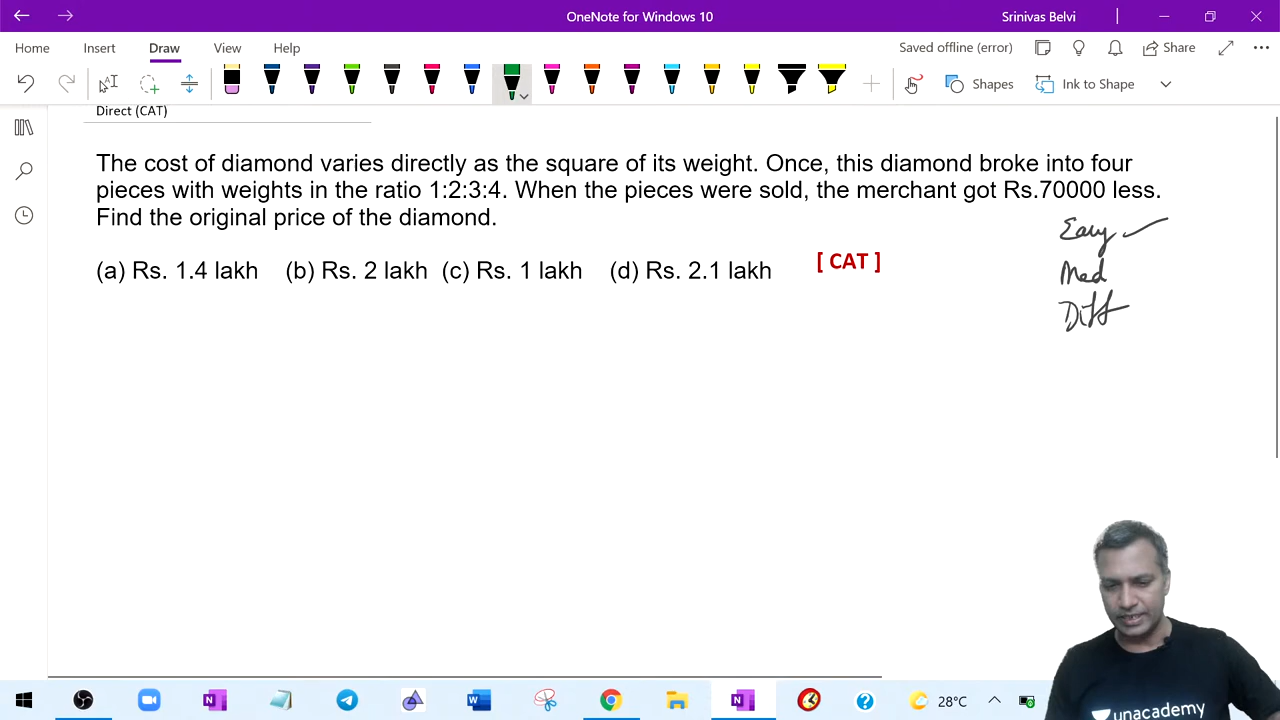 OneNote for Windows 10
Srinivas Belvi
Home Insert Draw View Help
Saved offline (error)
Share
Shapes
Ink to Shape
Direct (CAT)
The cost of diamond varies directly as the square of its weight. Once, this diamond broke into four
pieces with weights in the ratio 1:2:3:4. When the pieces were sold, the merchant got Rs.70000 less.
Find the original price of the diamond.
(a) Rs. 1.4 lakh (b) Rs. 2 lakh (c) Rs. 1 lakh (d) Rs. 2.1 lakh
[ CAT ]
Easy
Med
Diff
unacademy
28°C